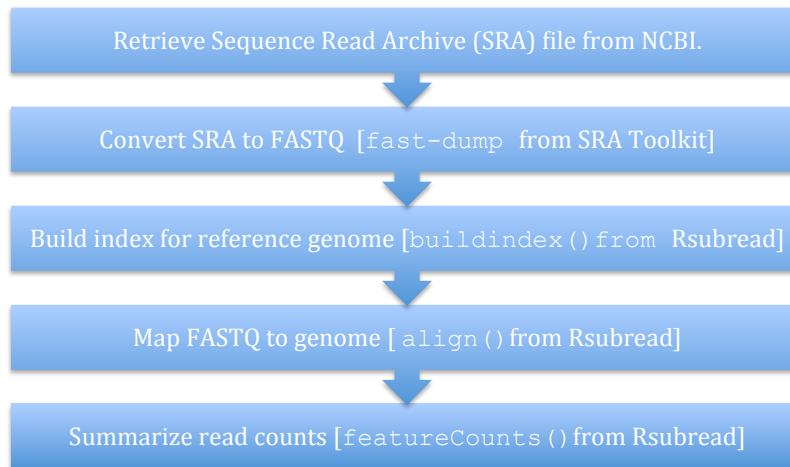 Retrieve Sequence Read Archive (SRA) file from NCBI.
Convert SRA to FASTQ [fast-dump from SRA Toolkit]
Build index for reference genome [buildindex()from Rsubread]
Map FASTQ to genome [ align()from Rsubread]
Summarize read counts [featureCounts()from Rsubread]